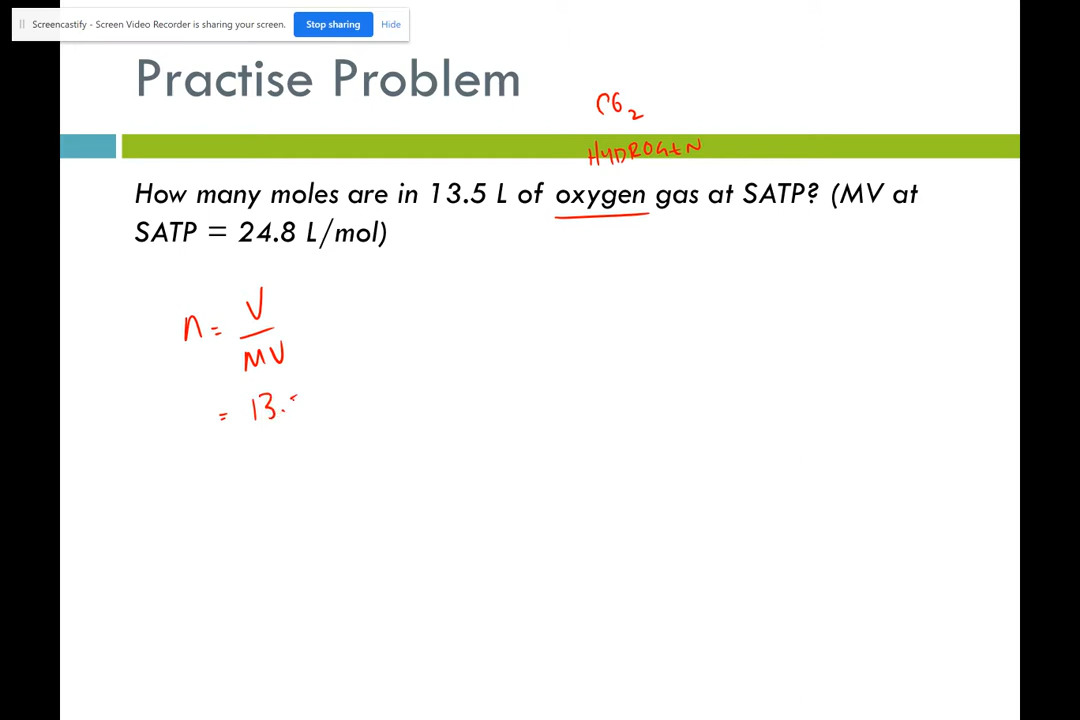 Screencastify - Screen Video Recorder is sharing your screen. Stop sharing Hide
Practise Problem
CO2
HYDROGEN
How many moles are in 13.5 L of oxygen gas at SATP? (MV at
SATP = 24.8 L/mol)
n = V
MV
= 13.